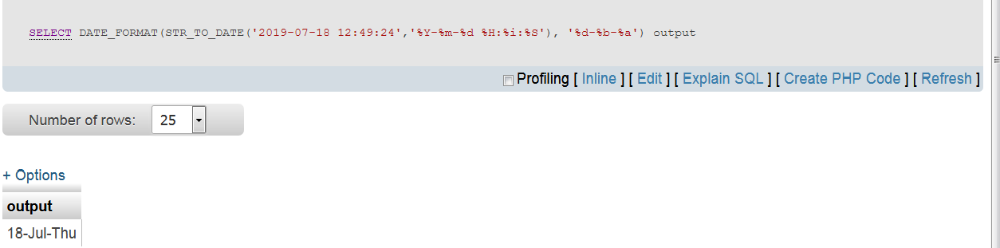 SELECT DATE_FORMAT(STR_TO_DATE('2019-07-18 12:49:24','%Y-%m-%d %H:%i:%S'), '%d-%b-%a') output
Profiling [ Inline ] [ Edit ] [ Explain SQL ] [ Create PHP Code ] [ Refresh ]
Number of rows: 25
+ Options
output
18-Jul-Thu